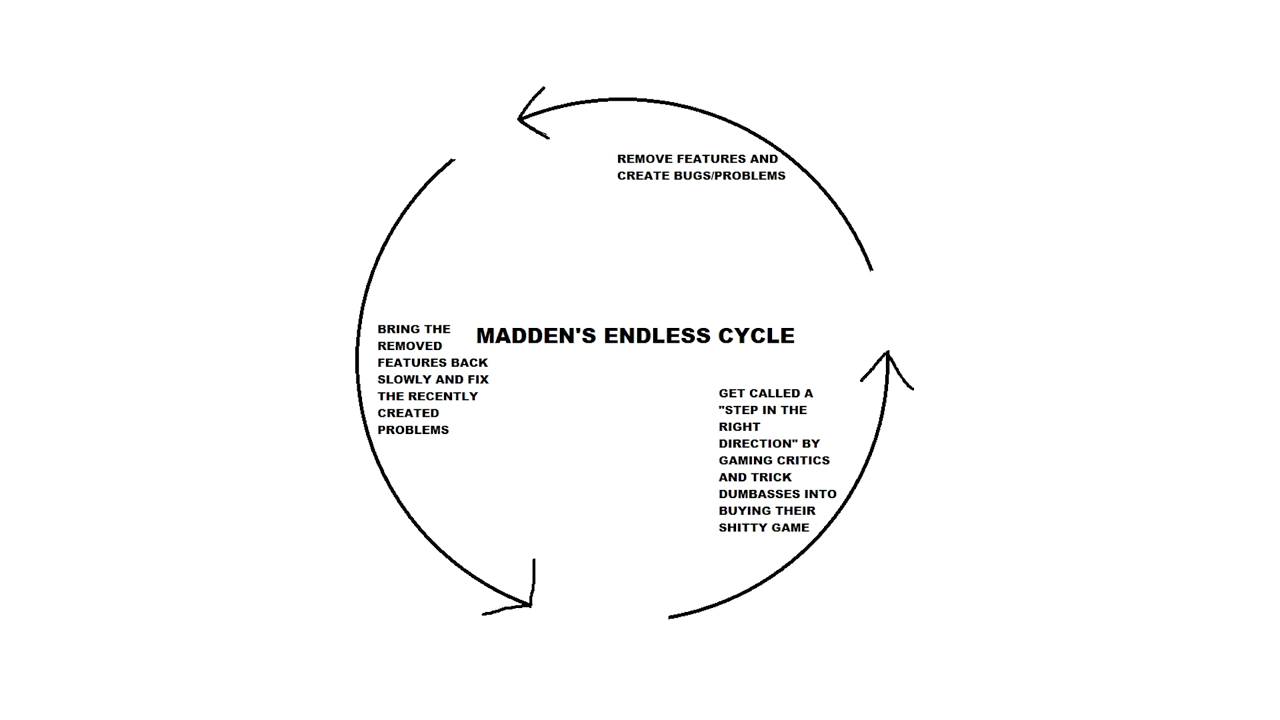 REMOVE FEATURES AND
CREATE BUGS/PROBLEMS
MADDEN'S ENDLESS CYCLE
BRING THE
REMOVED
FEATURES BACK
SLOWLY AND FIX
THE RECENTLY
CREATED
PROBLEMS
GET CALLED A
"STEP IN THE
RIGHT
DIRECTION" BY
GAMING CRITICS
AND TRICK
DUMBASSES INTO
BUYING THEIR
SHITTY GAME